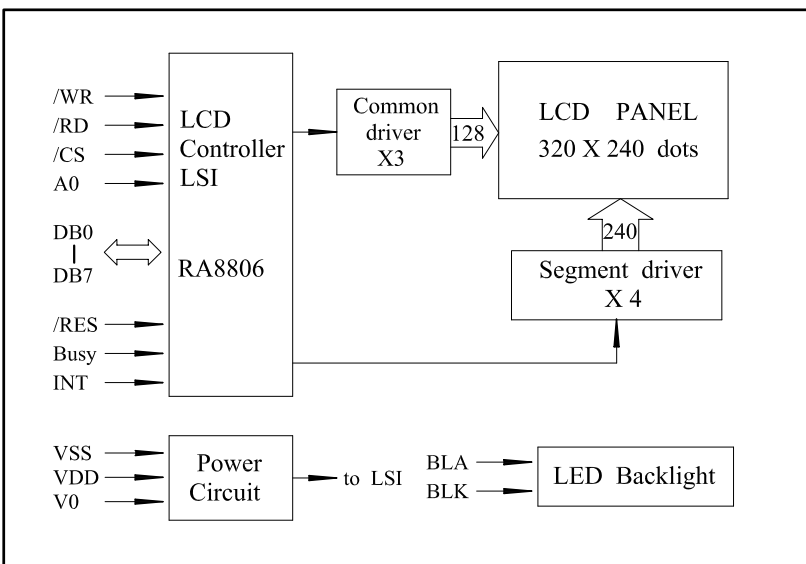 /WR
/RD
/CS
A0
DB0
DB7
/RES
Busy
INT
LCD
Controller
LSI
RA8806
Common
driver
X3
128
LCD PANEL
320 X 240 dots
240
Segment driver
X 4
VSS
VDD
V0
Power
Circuit
to LSI
BLA
BLK
LED Backlight